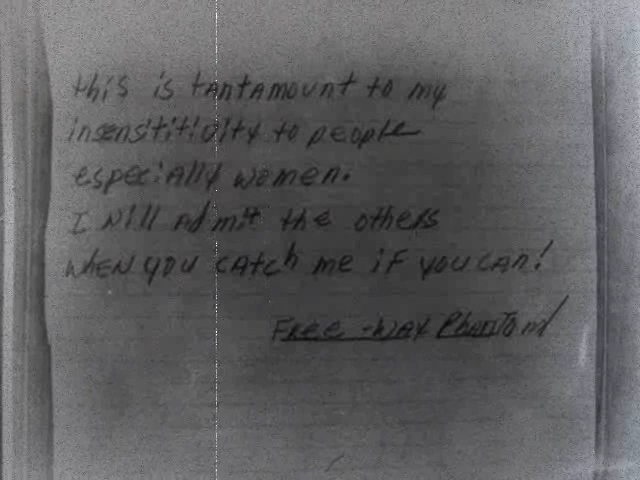 this is tantamount to my
insensititivity to people
especially women.
I will admit the others
when you catch me if you can!
Free-way Phantom